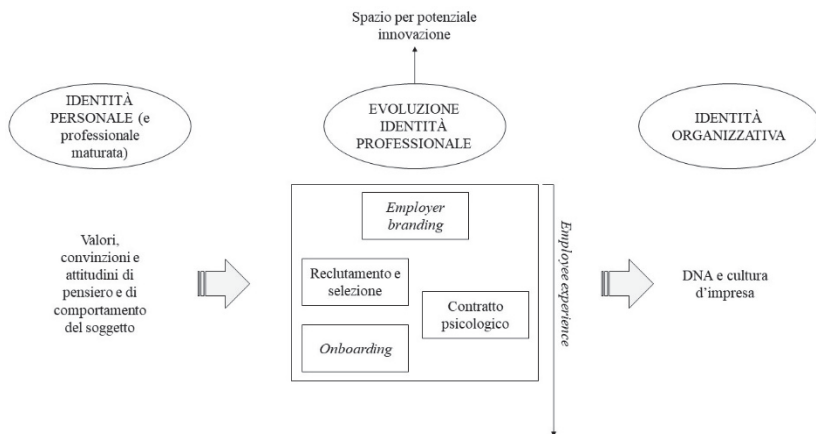 Spazio per potenziale
innovazione
IDENTITÀ
PERSONALE (e
professionale
maturata)
EVOLUZIONE
IDENTITÀ
PROFESSIONALE
IDENTITÀ
ORGANIZZATIVA
Valori,
convinzioni e
attitudini di
pensiero e di
comportamento
del soggetto
Employer
branding
Reclutamento e
selezione
Contratto
psicologico
Onboarding
Employee experience
DNA e cultura
d'impresa